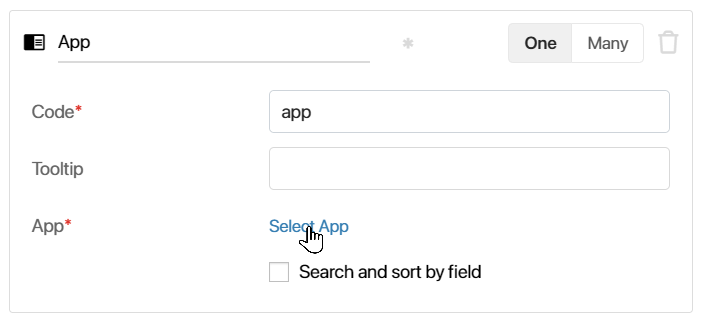 App * One Many
Code* app
Tooltip
App* Select App
Search and sort by field